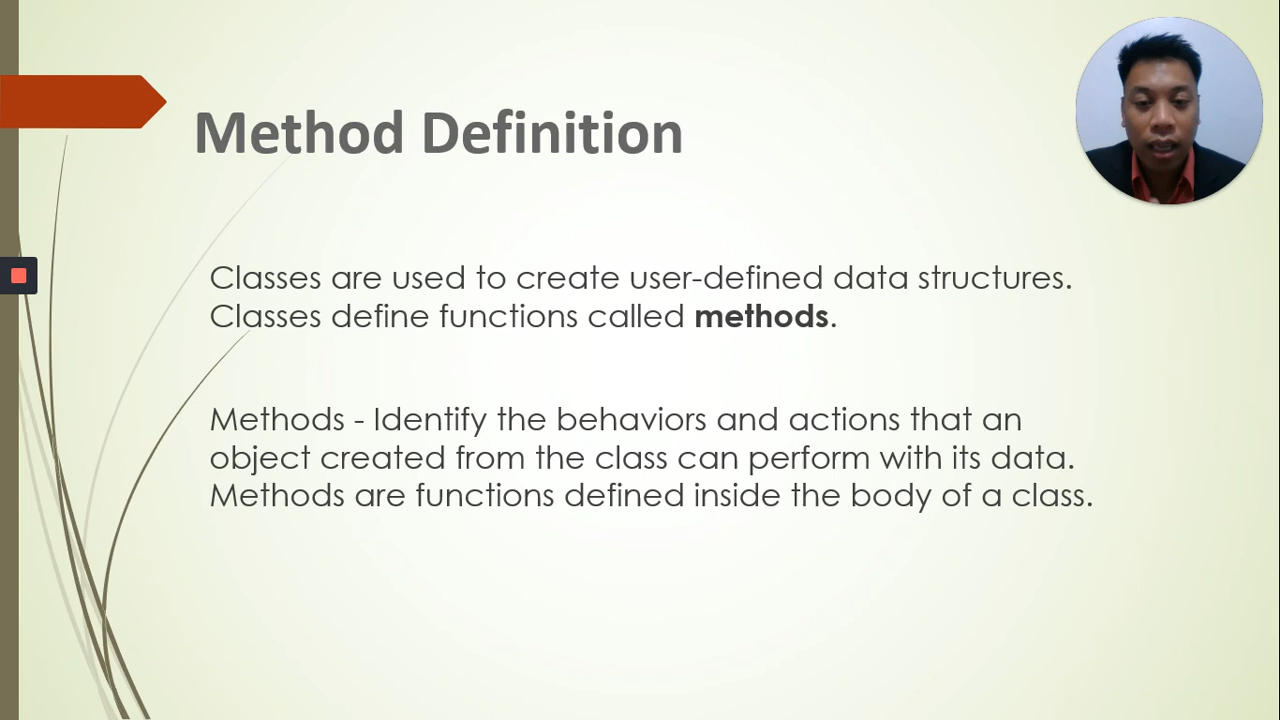 Method Definition
Classes are used to create user-defined data structures.
Classes define functions called methods.
Methods - Identify the behaviors and actions that an
object created from the class can perform with its data.
Methods are functions defined inside the body of a class.